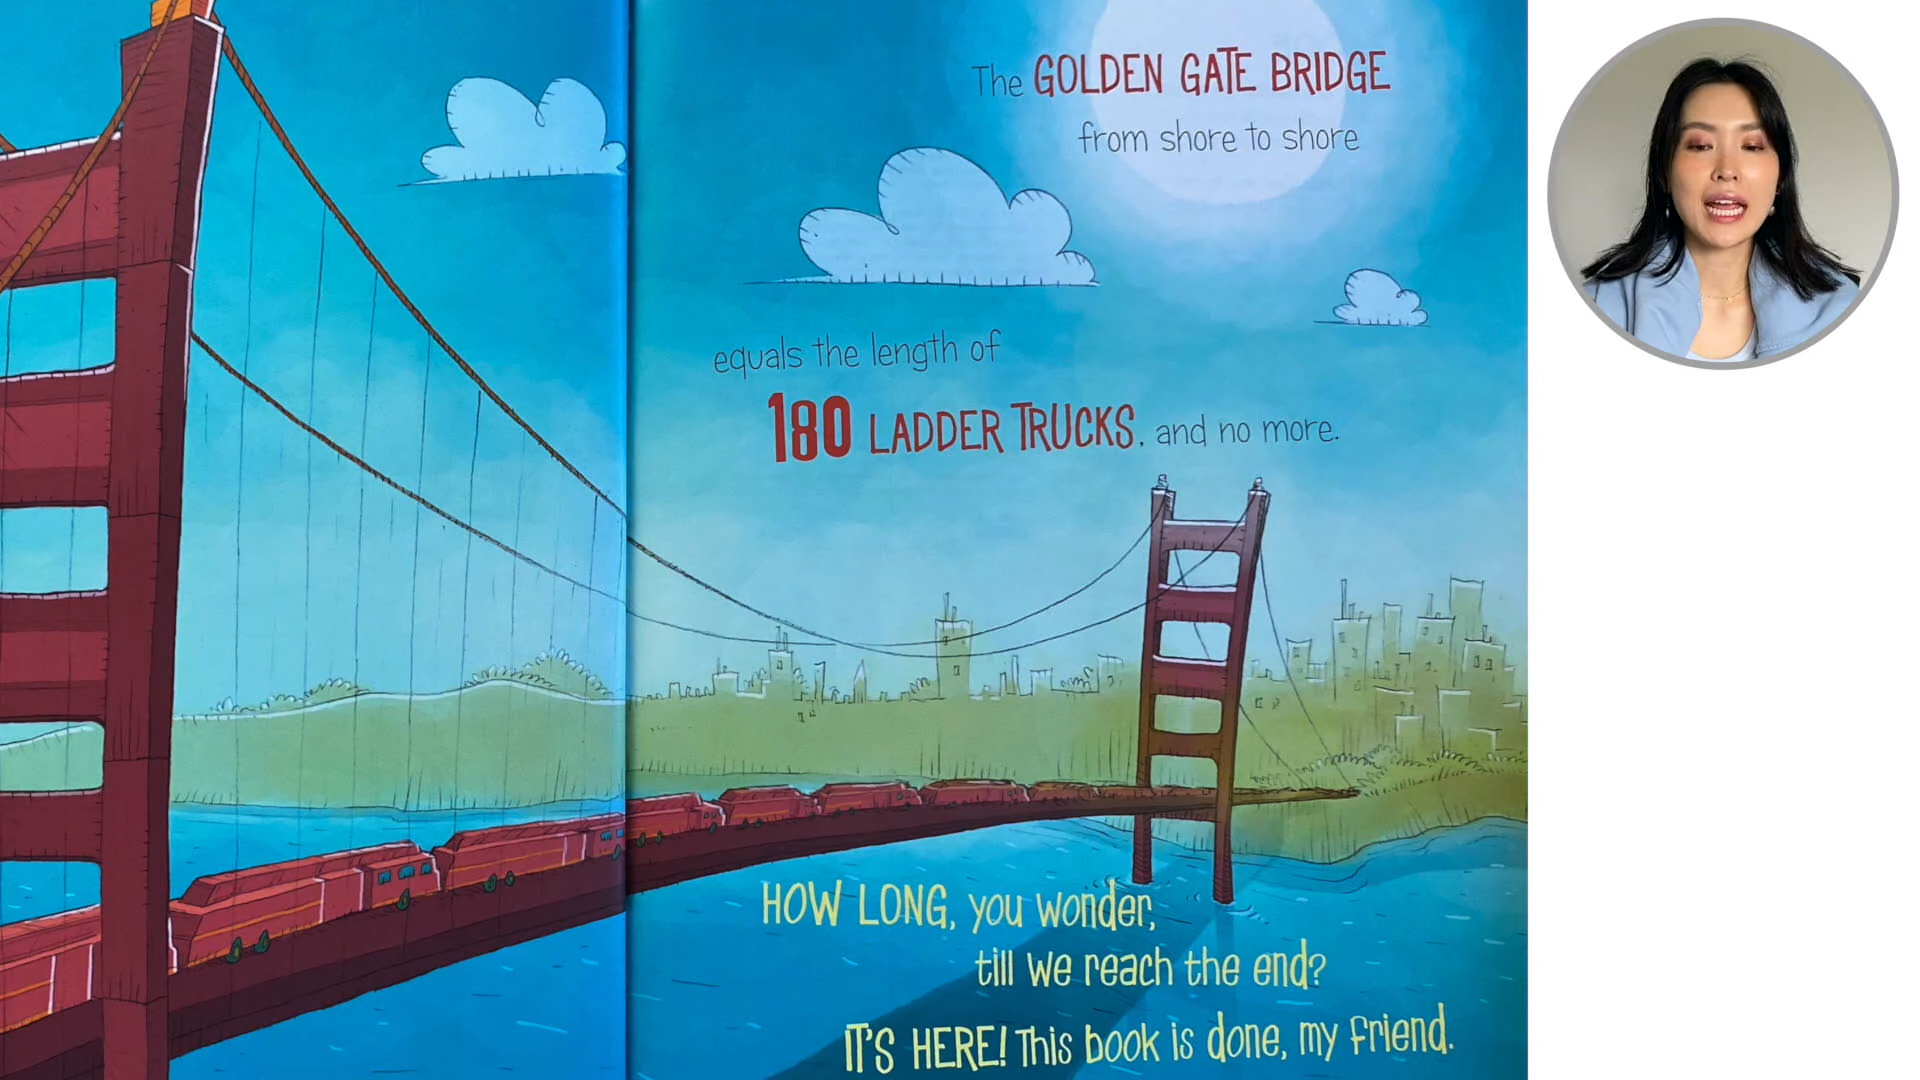 The GOLDEN GATE BRIDGE
from shore to shore
equals the length of
180 LADDER TRUCKS, and no more.
HOW LONG, you wonder,
till we reach the end?
IT'S HERE! This book is done, my friend.